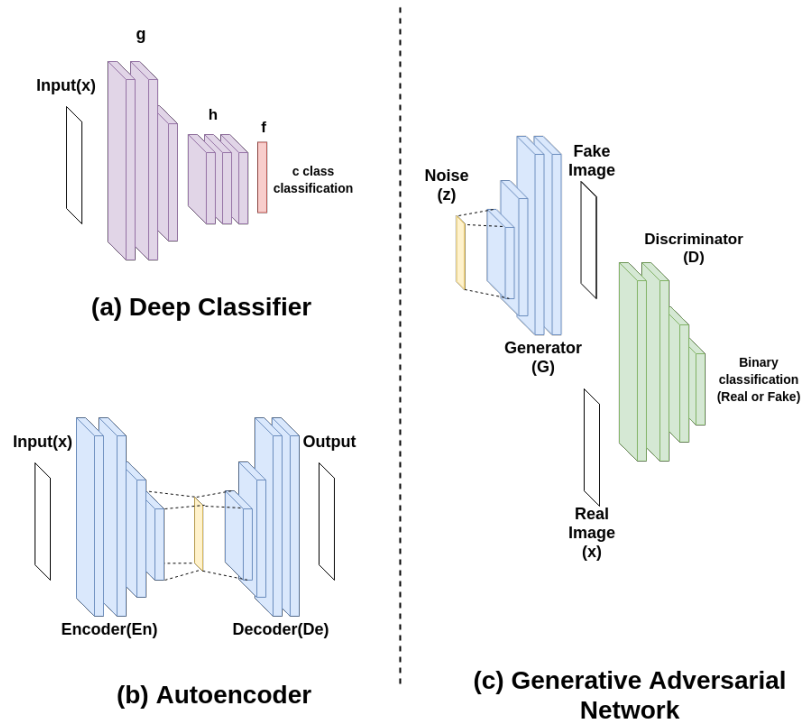 g
Input(x)
h
f
c class
classification
(a) Deep Classifier
Input(x)
Output
Encoder(En)
Decoder(De)
(b) Autoencoder
Noise
(z)
Fake
Image
Discriminator
(D)
Generator
(G)
Binary
classification
(Real or Fake)
Real
Image
(x)
(c) Generative Adversarial
Network